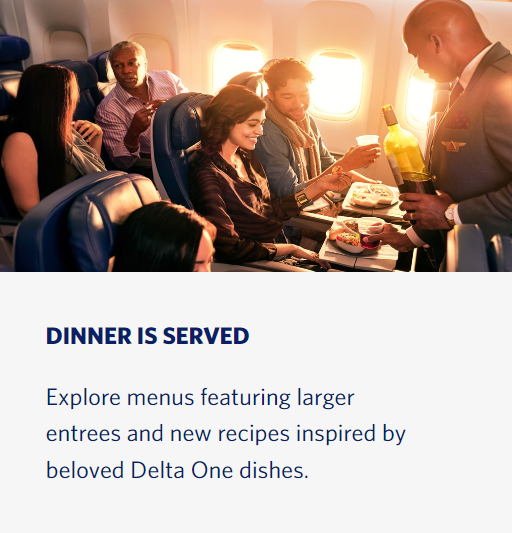 DINNER IS SERVED
Explore menus featuring larger
entrees and new recipes inspired by
beloved Delta One dishes.